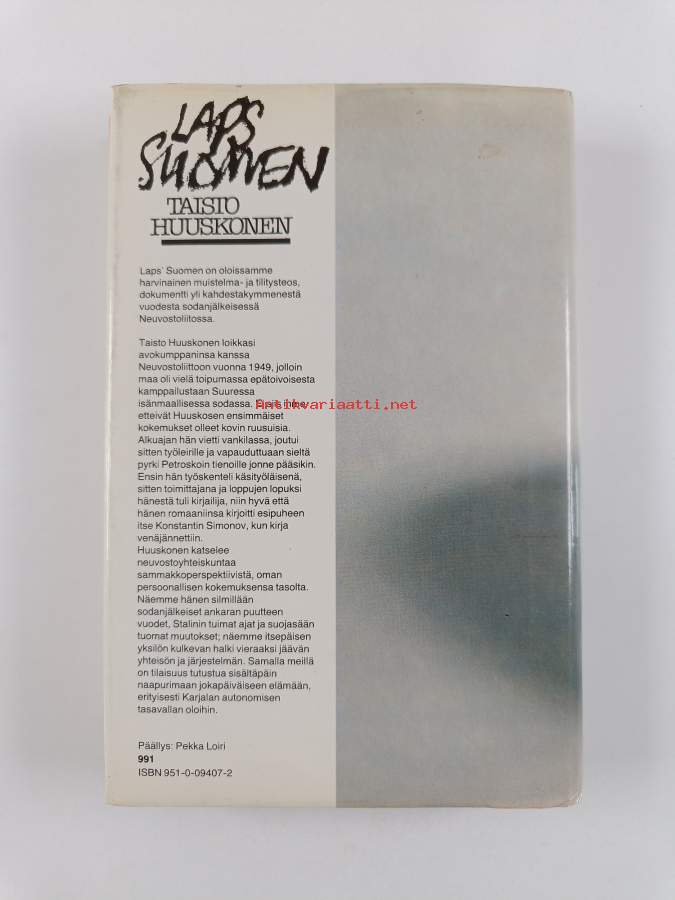 LAPS
SUOMEN
TAISTO
HUUSKONEN
Laps' Suomen on oloissamme
harvinainen muistelma- ja tilitysteos,
dokumentti yli kahdestakymmenestä
vuodesta sodanjälkeisessä
Neuvostoliitossa.
Taisto Huuskonen loikkasi
avokumppaninsa kanssa
Neuvostoliittoon vuonna 1949, jolloin
maa oli vielä toipumassa epätoivoisesta
kamppailustaan Suuressa
isänmaallisessa sodassa.
Antikvariaatti.net
etteivät Huuskosen ensimmäiset
kokemukset olleet kovin ruusuisia.
Alkuajan hän vietti vankilassa, joutui
sitten työleirille ja vapauduttuaan sieltä
pyrki Petroskoin tienoille jonne pääsikin.
Ensin hän työskenteli käsityöläisenä,
sitten toimittajana ja loppujen lopuksi
hänestä tuli kirjailija, niin hyvä että
hänen romaaniinsa kirjoitti esipuheen
itse Konstantin Simonov, kun kirja
venäjännettiin.
Huuskonen katselee
neuvostoyhteiskuntaa
sammakkoperspektiivistä, oman
persoonallisen kokemuksensa tasolta.
Näemme hänen silmillään
sodanjälkeiset ankaran puutteen
vuodet, Stalinin tuimat ajat ja suojasään
tuomat muutokset; näemme itsepäisen
yksilön kulkevan halki vieraaksi jäävän
yhteisön ja järjestelmän. Samalla meillä
on tilaisuus tutustua sisältäpäin
naapurimaan jokapäiväiseen elämään,
erityisesti Karjalan autonomisen
tasavallan oloihin.
Päällys: Pekka Loiri
991
ISBN 951-0-09407-2